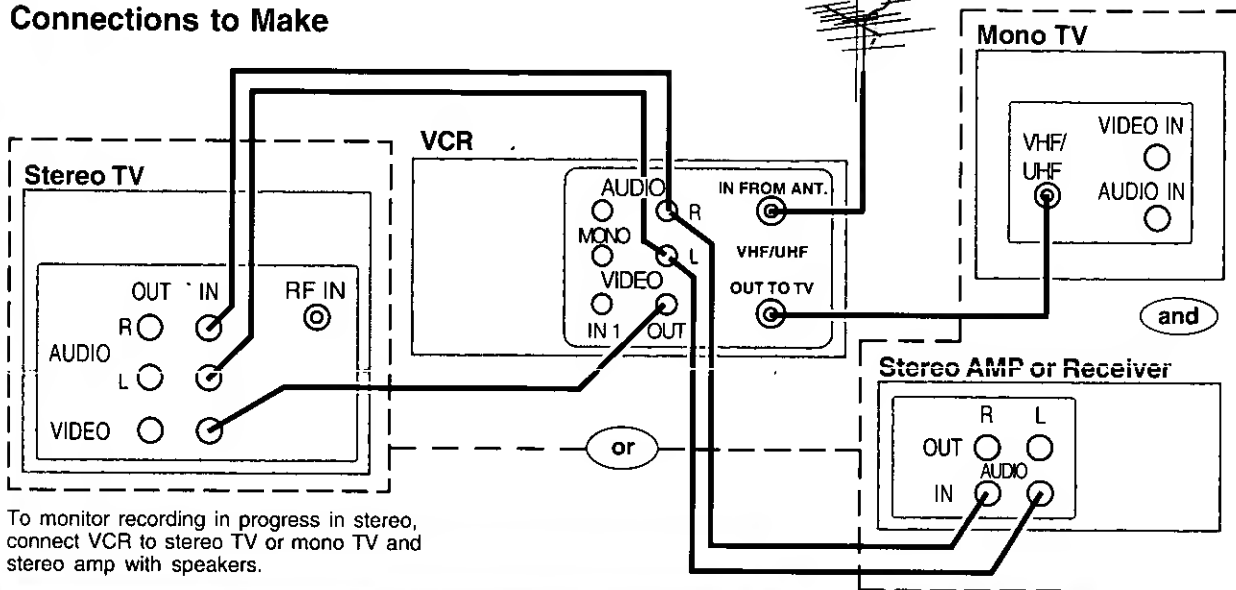 Connections to Make
Mono TV
VIDEO IN
VHF/
UHF
AUDIO IN
VCR
AUDIO
R
MONO
L
VIDEO
IN 1
OUT
IN FROM ANT.
VHF/UHF
OUT TO TV
Stereo TV
OUT IN
RF IN
R
AUDIO
L
VIDEO
and
or
Stereo AMP or Receiver
R L
OUT
AUDIO
IN
To monitor recording in progress in stereo,
connect VCR to stereo TV or mono TV and
stereo amp with speakers.